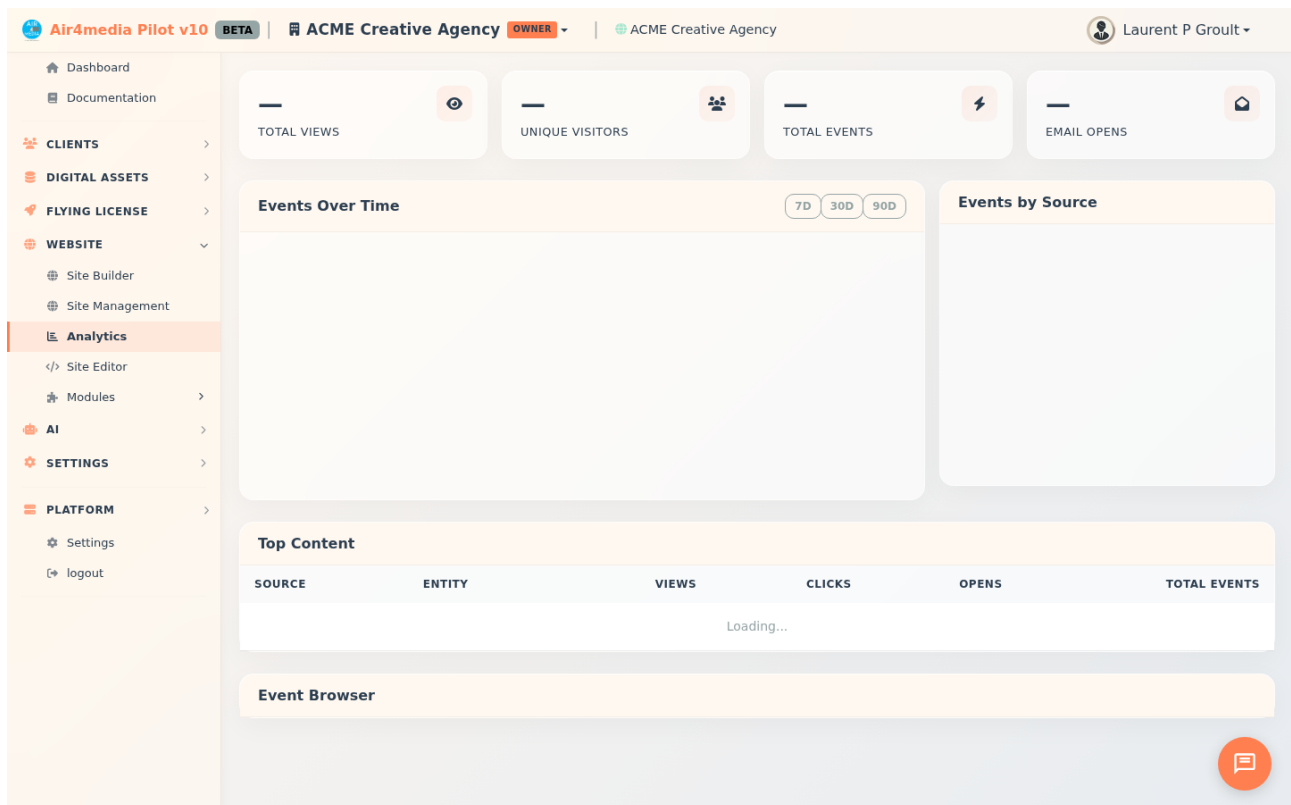 Air4media Pilot v10 BETA | ACME Creative Agency OWNER | ACME Creative Agency Laurent P Groult
Dashboard
Documentation
CLIENTS
DIGITAL ASSETS
FLYING LICENSE
WEBSITE
Site Builder
Site Management
Analytics
Site Editor
Modules
AI
SETTINGS
PLATFORM
Settings
logout
—
TOTAL VIEWS
—
UNIQUE VISITORS
—
TOTAL EVENTS
—
EMAIL OPENS
Events Over Time 7D 30D 90D
Events by Source
Top Content
SOURCE ENTITY VIEWS CLICKS OPENS TOTAL EVENTS
Loading...
Event Browser